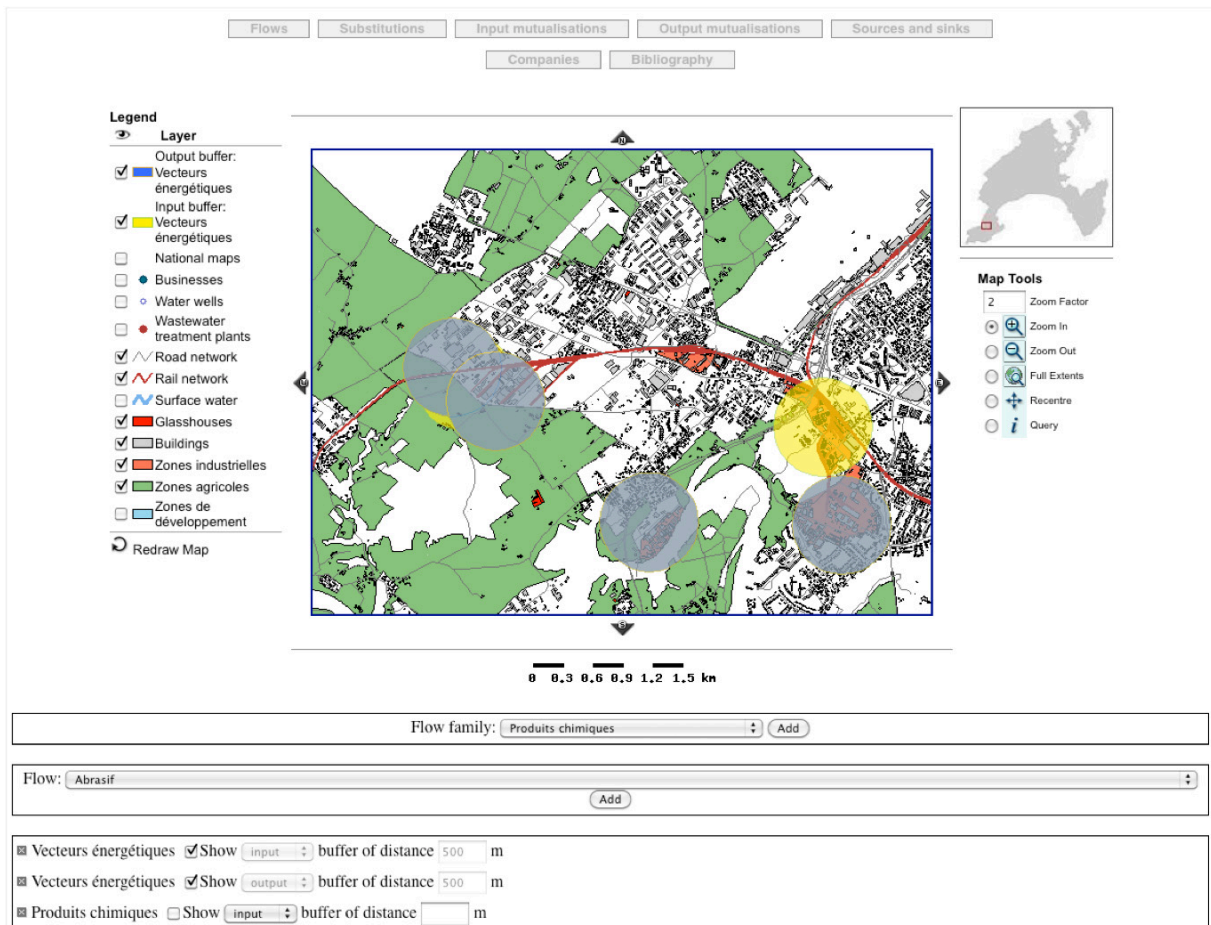 Flows Substitutions Input mutualisations Output mutualisations Sources and sinks
Companies Bibliography
Legend
Layer
Output buffer:
Vecteurs
énergétiques
Input buffer:
Vecteurs
énergétiques
National maps
Businesses
Water wells
Wastewater
treatment plants
Road network
Rail network
Surface water
Glasshouses
Buildings
Zones industrielles
Zones agricoles
Zones de
développement
Redraw Map
N
E
S
0 0.3 0.6 0.9 1.2 1.5 km
Map Tools
2 Zoom Factor
Zoom In
Zoom Out
Full Extents
Recentre
i Query
Flow family: Produits chimiques Add
Flow: Abrasif
Add
Vecteurs énergétiques Show input buffer of distance 500 m
Vecteurs énergétiques Show output buffer of distance 500 m
Produits chimiques Show input buffer of distance m